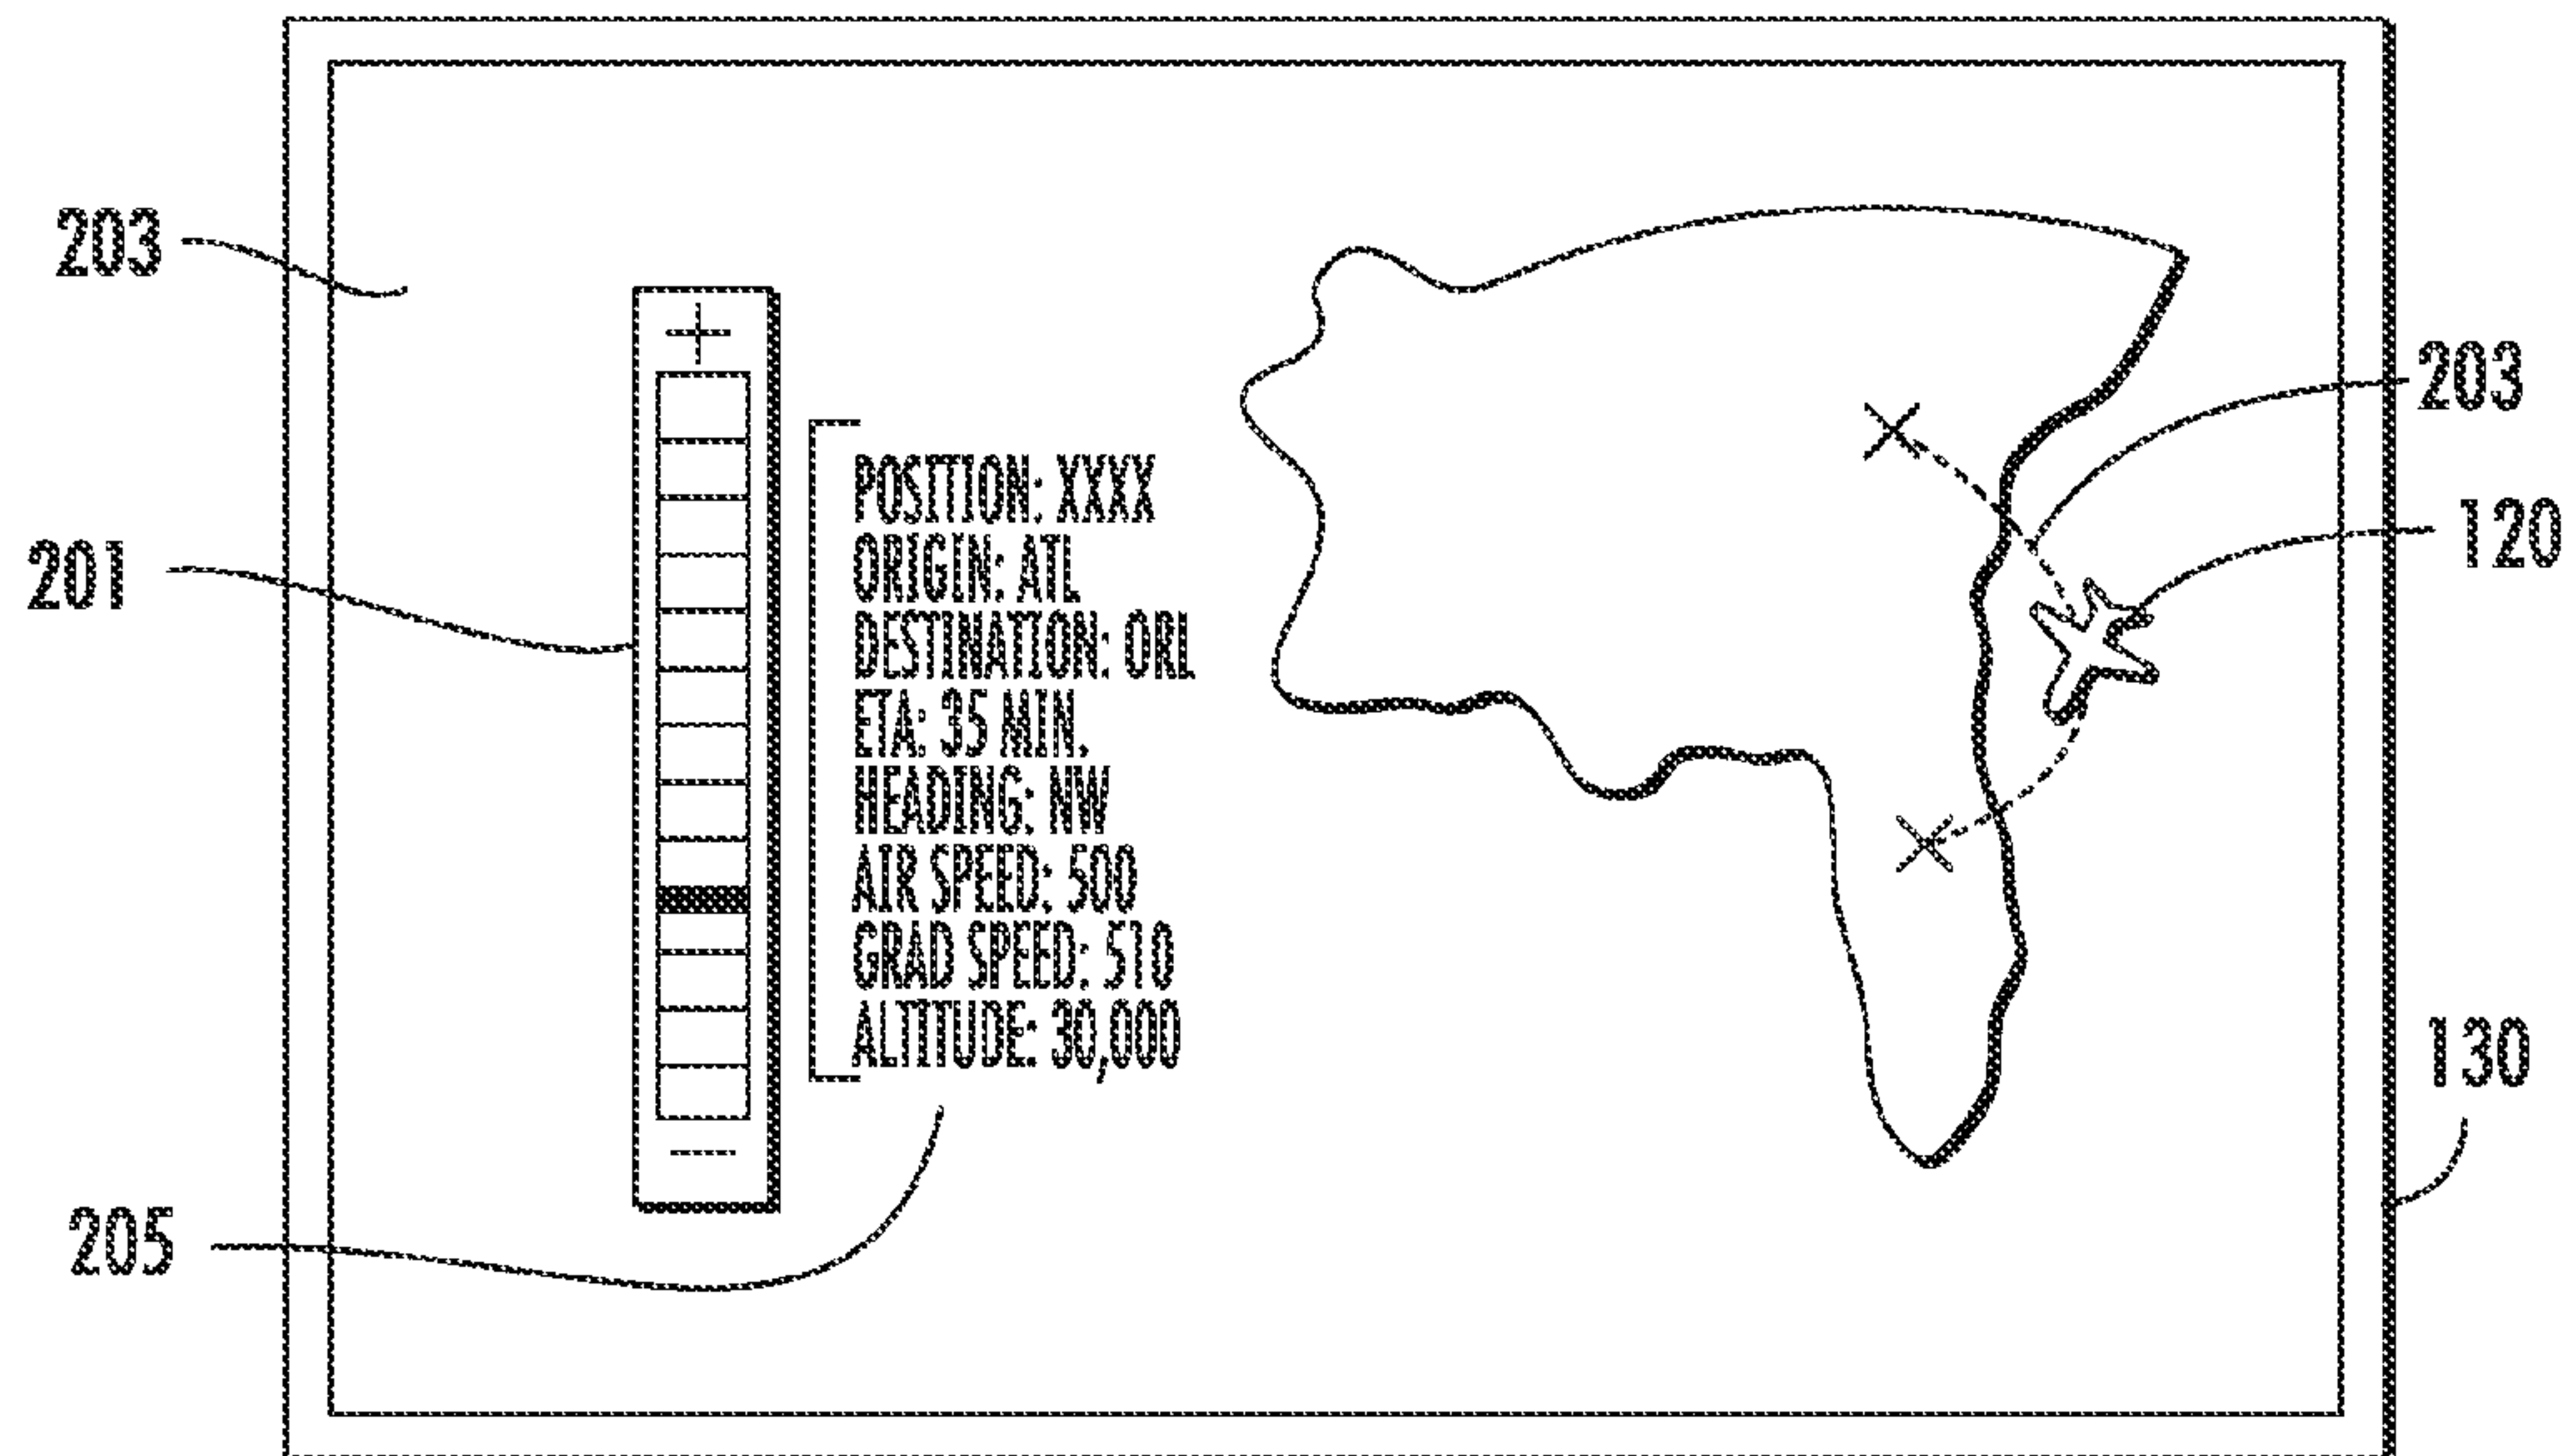 203
201
205
+
POSITION: XXXX
ORIGIN: ATL
DESTINATION: ORL
ETA: 35 MIN.
HEADING: NW
AIR SPEED: 500
GRAD SPEED: 510
ALTITUDE: 30,000
203
120
130